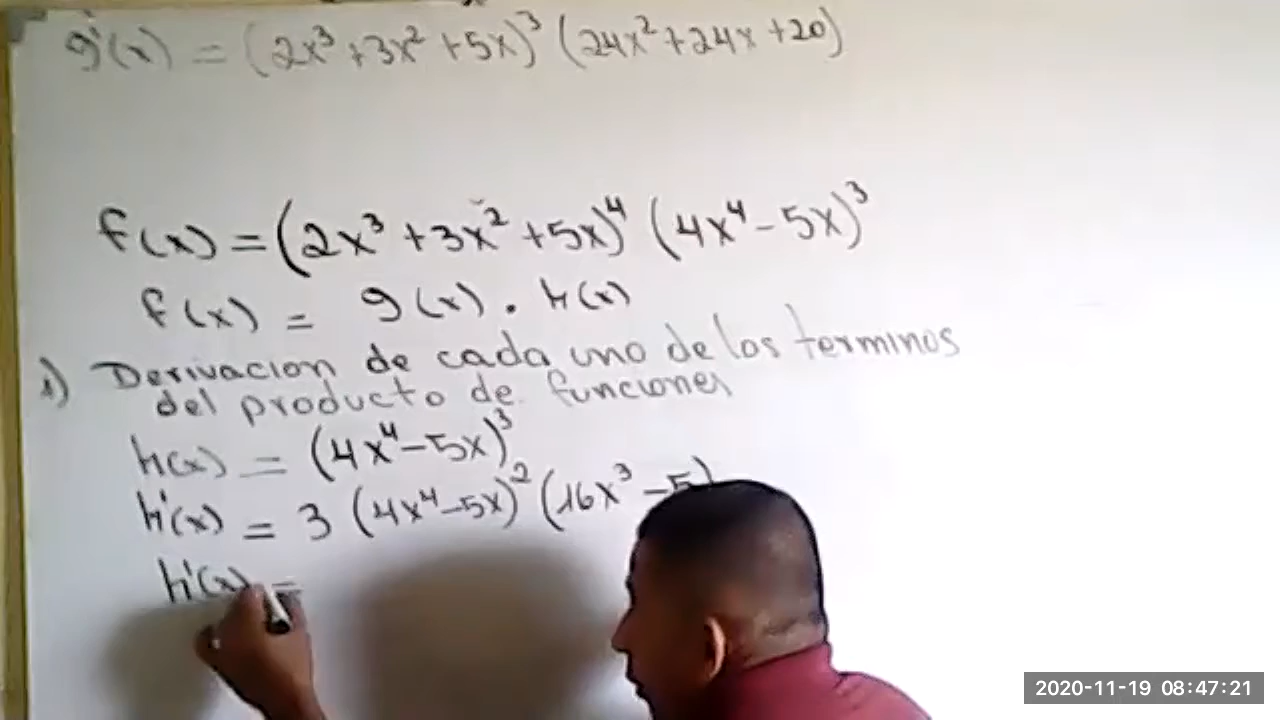 g'(x) = (2x³ + 3x² + 5x)³ (24x² + 24x + 20)
f(x) = (2x³ + 3x² + 5x)⁴ (4x⁴ - 5x)³
f(x) = g(x) . h(x)
1) Derivacion de cada uno de los terminos
del producto de funciones
h(x) = (4x⁴ - 5x)³
h'(x) = 3 (4x⁴ - 5x)² (16x³ - 5)
h'(x) =
2020-11-19 08:47:21